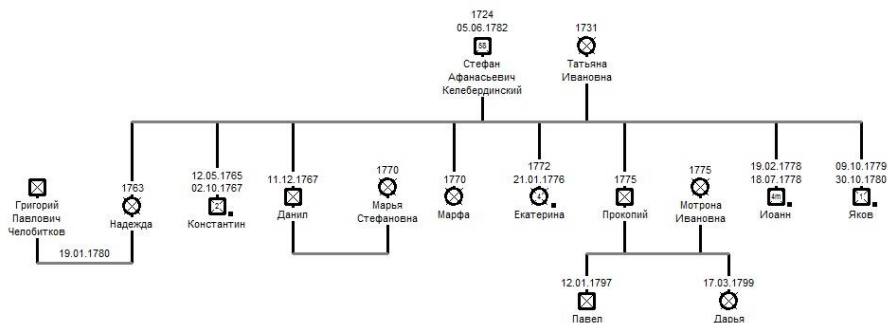 1724
05.06.1782
58
Стефан
Афанасьевич
Келебердинский
1731
Татьяна
Ивановна
Григорий
Павлович
Челобитков
1763
Надежда
19.01.1780
12.05.1765
02.10.1767
2
Константин
11.12.1767
Данил
1770
Марья
Стефановна
1770
Марфа
1772
21.01.1776
4
Екатерина
1775
Прокопий
1775
Мотрона
Ивановна
19.02.1778
18.07.1778
4m
Иоанн
09.10.1779
30.10.1780
1
Яков
12.01.1797
Павел
17.03.1799
Дарья